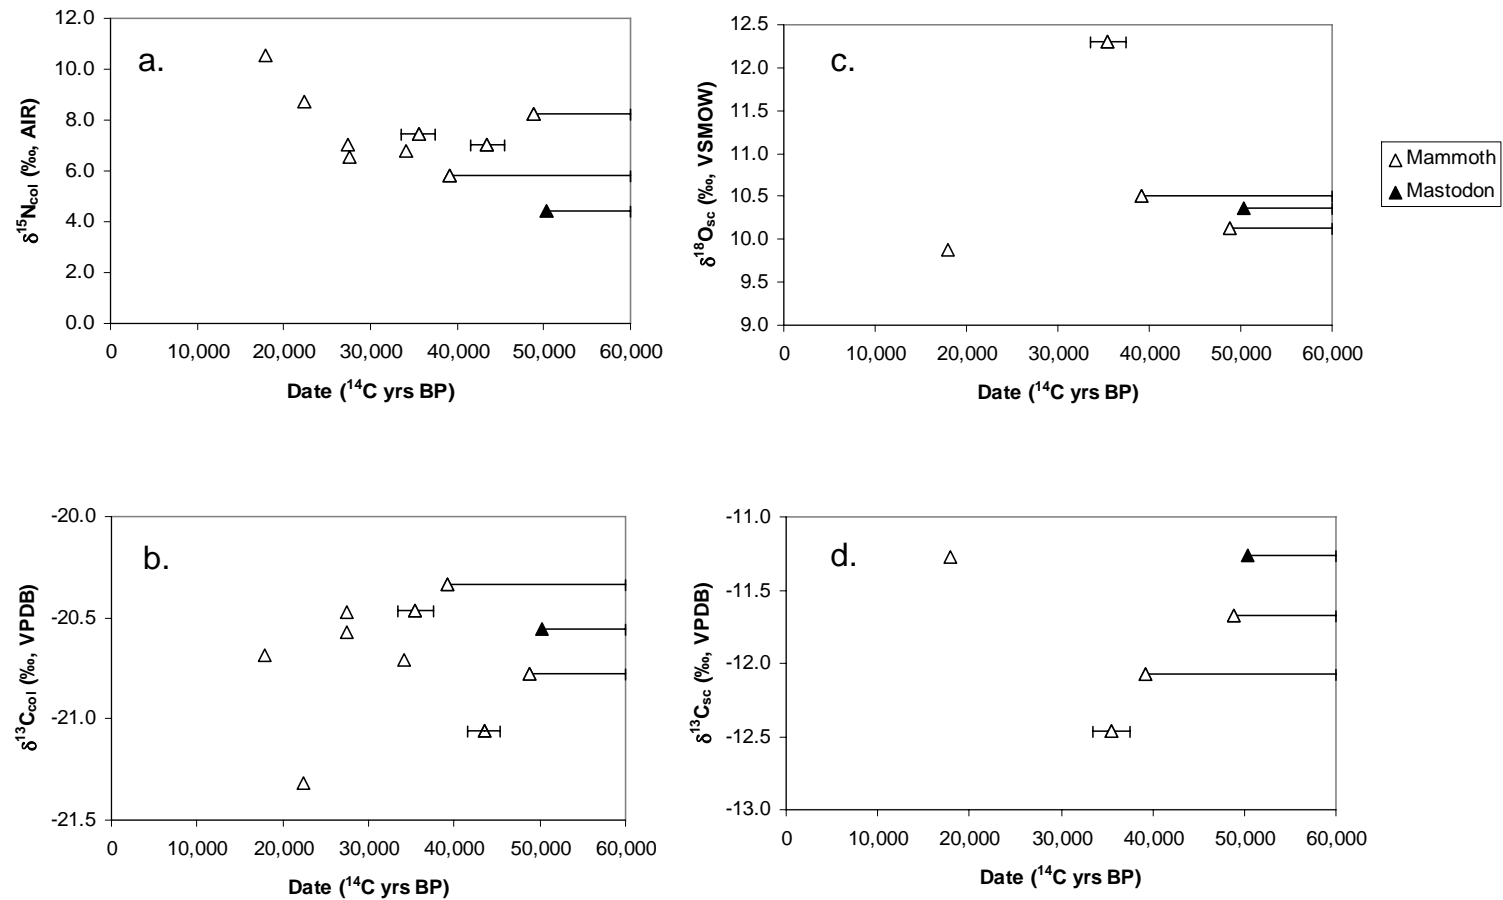 a.
12.0
10.0
8.0
6.0
4.0
2.0
0.0
δ15Ncol (‰, AIR)
0 10,000 20,000 30,000 40,000 50,000 60,000
Date (14C yrs BP)
c.
12.5
12.0
11.5
11.0
10.5
10.0
9.5
9.0
δ18Osc (‰, VSMOW)
0 10,000 20,000 30,000 40,000 50,000 60,000
Date (14C yrs BP)
Mammoth
Mastodon
b.
-20.0
-20.5
-21.0
-21.5
δ13Ccol (‰, VPDB)
0 10,000 20,000 30,000 40,000 50,000 60,000
Date (14C yrs BP)
d.
-11.0
-11.5
-12.0
-12.5
-13.0
δ13Csc (‰, VPDB)
0 10,000 20,000 30,000 40,000 50,000 60,000
Date (14C yrs BP)